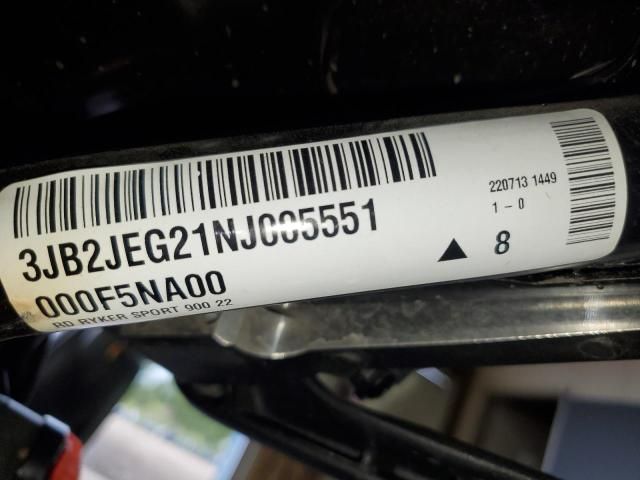 3JB2JEG21NJ005551
000F5NA00
RD RYKER SPORT 900 22
220713 1449
1-0
▲ 8